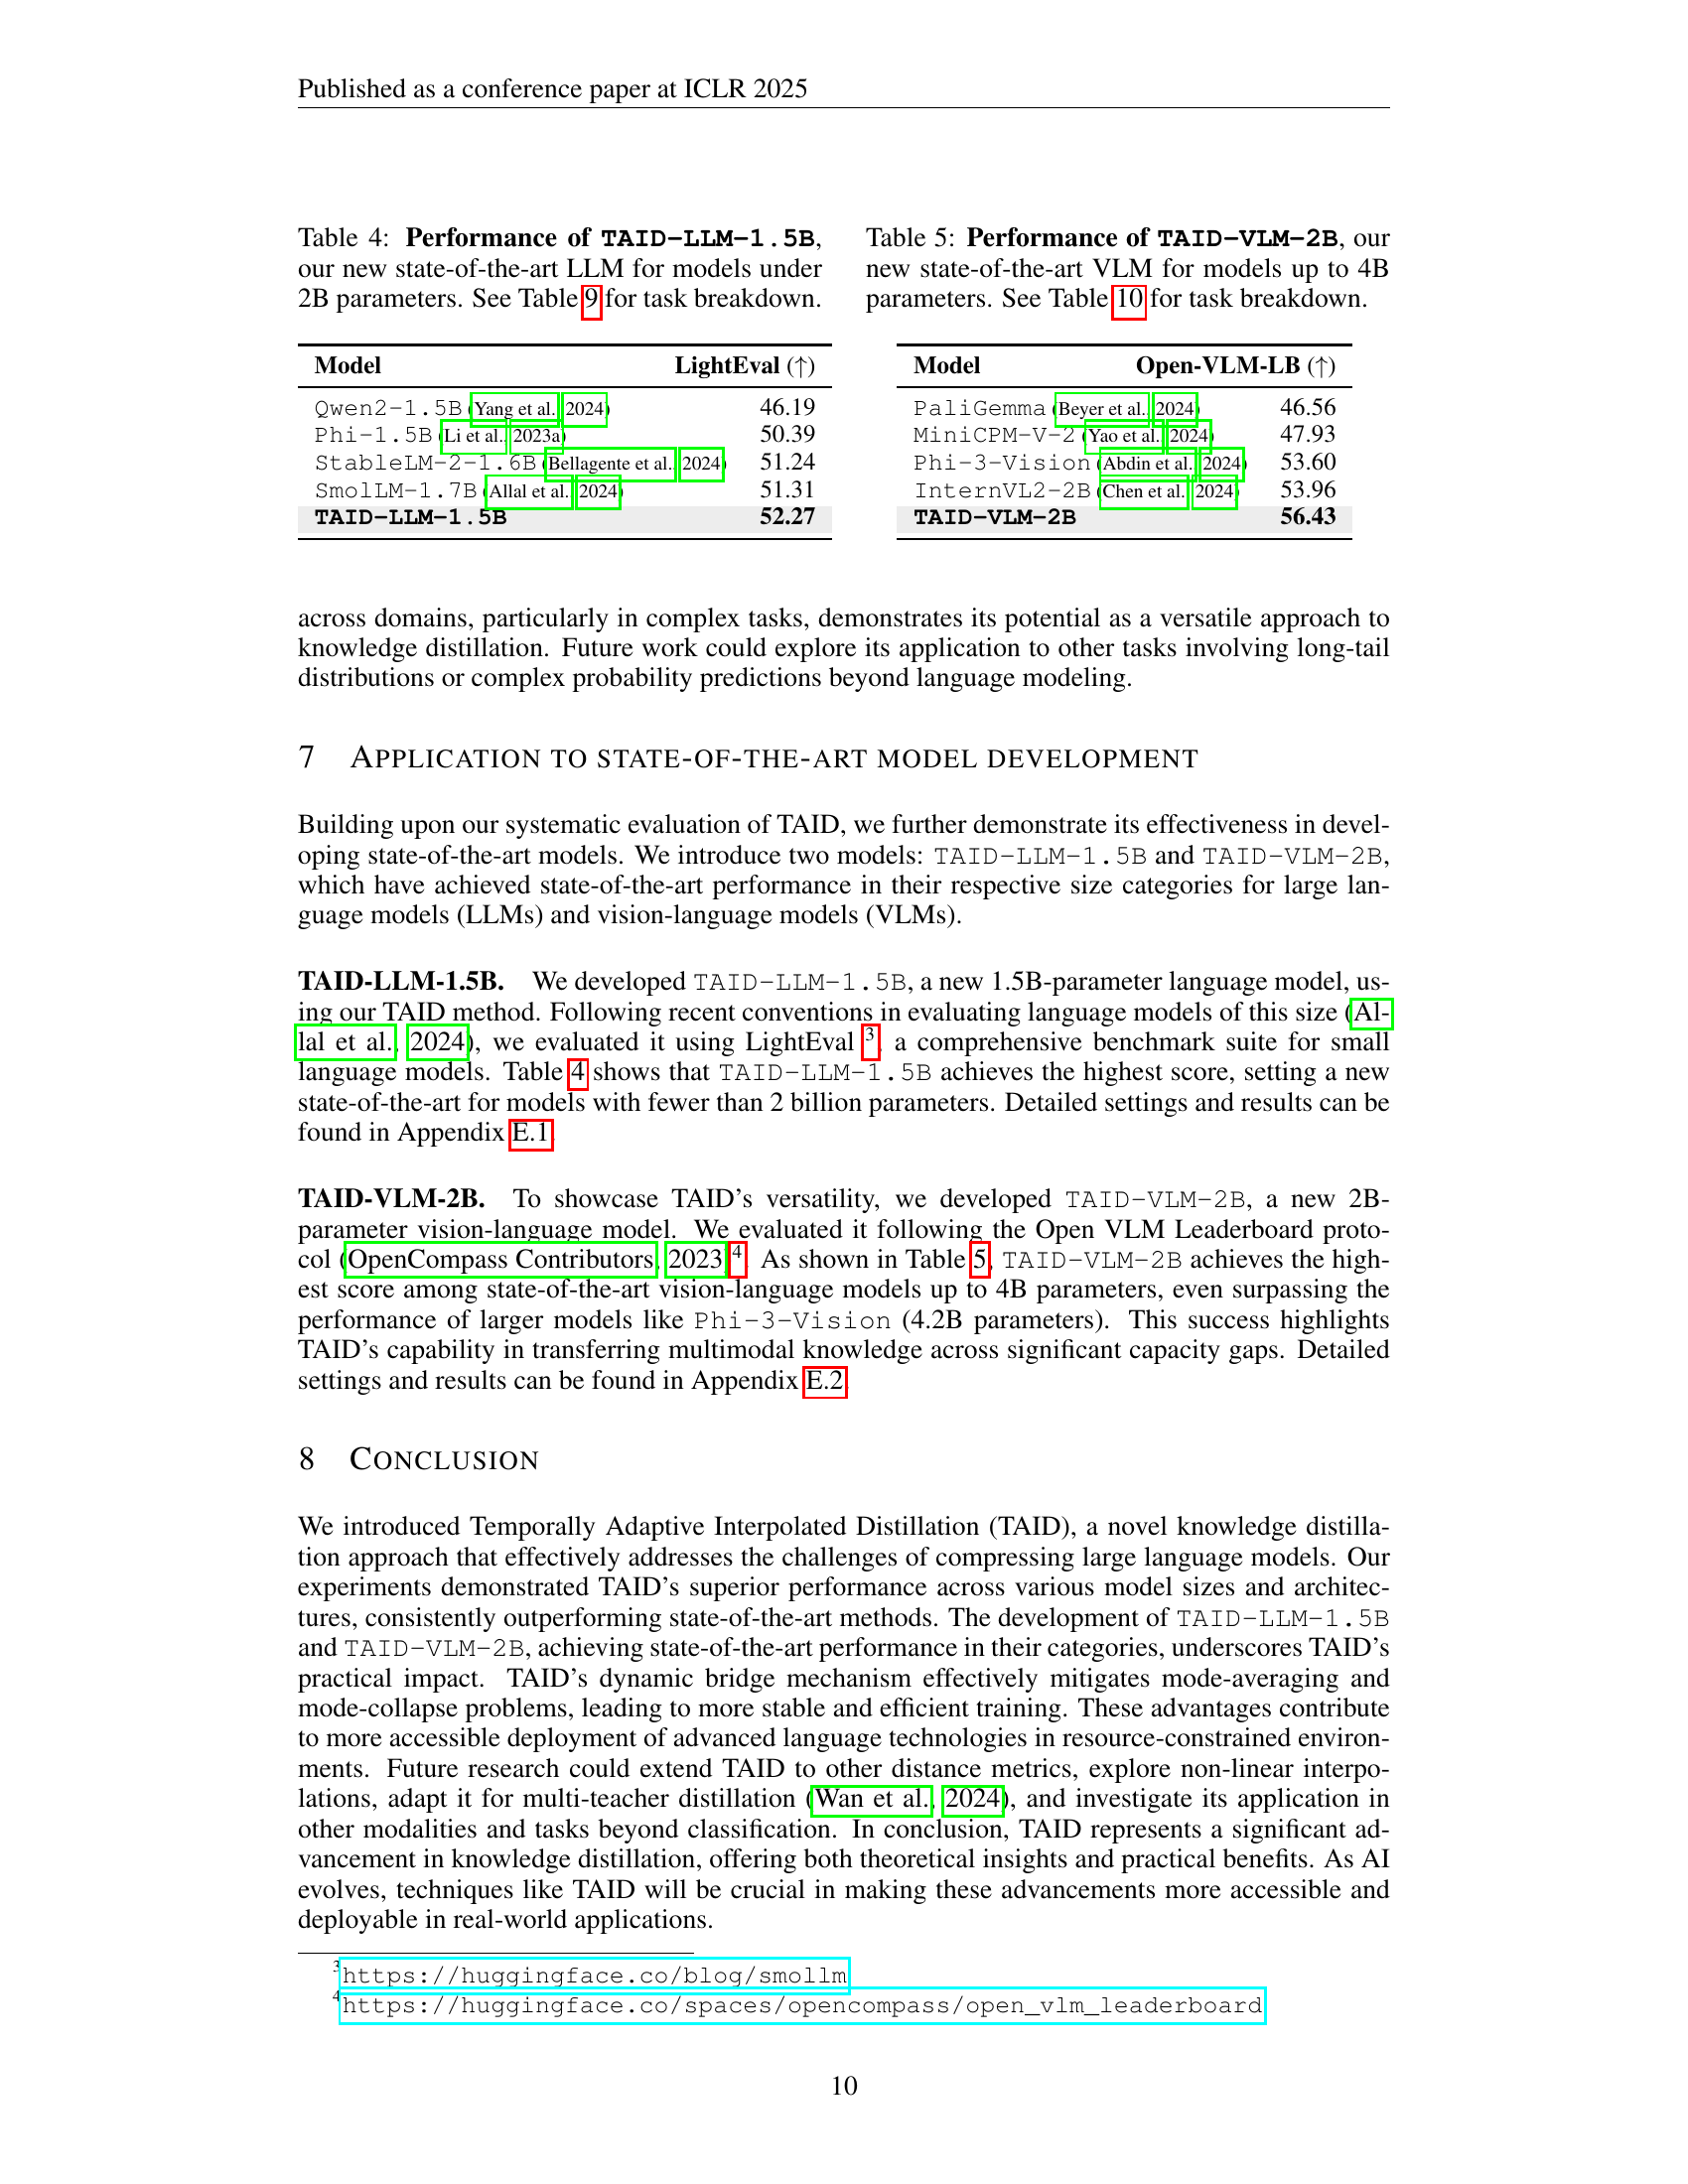 Published as a conference paper at ICLR 2025
Table 4: Performance of TAID-LLM-1.5B,
our new state-of-the-art LLM for models under
2B parameters. See Table 9 for task breakdown.
Model LightEval (↑)
Qwen2-1.5B (Yang et al., 2024) 46.19
Phi-1.5B (Li et al., 2023a) 50.39
StableLM-2-1.6B (Bellagente et al., 2024) 51.24
SmolLM-1.7B (Allal et al., 2024) 51.31
TAID-LLM-1.5B 52.27
Table 5: Performance of TAID-VLM-2B, our
new state-of-the-art VLM for models up to 4B
parameters. See Table 10 for task breakdown.
Model Open-VLM-LB (↑)
PaliGemma (Beyer et al., 2024) 46.56
MiniCPM-V-2 (Yao et al., 2024) 47.93
Phi-3-Vision (Abdin et al., 2024) 53.60
InternVL2-2B (Chen et al., 2024) 53.96
TAID-VLM-2B 56.43
across domains, particularly in complex tasks, demonstrates its potential as a versatile approach to
knowledge distillation. Future work could explore its application to other tasks involving long-tail
distributions or complex probability predictions beyond language modeling.
7 APPLICATION TO STATE-OF-THE-ART MODEL DEVELOPMENT
Building upon our systematic evaluation of TAID, we further demonstrate its effectiveness in devel-
oping state-of-the-art models. We introduce two models: TAID-LLM-1.5B and TAID-VLM-2B,
which have achieved state-of-the-art performance in their respective size categories for large lan-
guage models (LLMs) and vision-language models (VLMs).
TAID-LLM-1.5B. We developed TAID-LLM-1.5B, a new 1.5B-parameter language model, us-
ing our TAID method. Following recent conventions in evaluating language models of this size (Al-
lal et al., 2024), we evaluated it using LightEval 3, a comprehensive benchmark suite for small
language models. Table 4 shows that TAID-LLM-1.5B achieves the highest score, setting a new
state-of-the-art for models with fewer than 2 billion parameters. Detailed settings and results can be
found in Appendix E.1.
TAID-VLM-2B. To showcase TAID's versatility, we developed TAID-VLM-2B, a new 2B-
parameter vision-language model. We evaluated it following the Open VLM Leaderboard proto-
col (OpenCompass Contributors, 2023)4. As shown in Table 5, TAID-VLM-2B achieves the high-
est score among state-of-the-art vision-language models up to 4B parameters, even surpassing the
performance of larger models like Phi-3-Vision (4.2B parameters). This success highlights
TAID's capability in transferring multimodal knowledge across significant capacity gaps. Detailed
settings and results can be found in Appendix E.2.
8 CONCLUSION
We introduced Temporally Adaptive Interpolated Distillation (TAID), a novel knowledge distilla-
tion approach that effectively addresses the challenges of compressing large language models. Our
experiments demonstrated TAID's superior performance across various model sizes and architec-
tures, consistently outperforming state-of-the-art methods. The development of TAID-LLM-1.5B
and TAID-VLM-2B, achieving state-of-the-art performance in their categories, underscores TAID's
practical impact. TAID's dynamic bridge mechanism effectively mitigates mode-averaging and
mode-collapse problems, leading to more stable and efficient training. These advantages contribute
to more accessible deployment of advanced language technologies in resource-constrained environ-
ments. Future research could extend TAID to other distance metrics, explore non-linear interpo-
lations, adapt it for multi-teacher distillation (Wan et al., 2024), and investigate its application in
other modalities and tasks beyond classification. In conclusion, TAID represents a significant ad-
vancement in knowledge distillation, offering both theoretical insights and practical benefits. As AI
evolves, techniques like TAID will be crucial in making these advancements more accessible and
deployable in real-world applications.
3https://huggingface.co/blog/smollm
4https://huggingface.co/spaces/opencompass/open_vlm_leaderboard
10